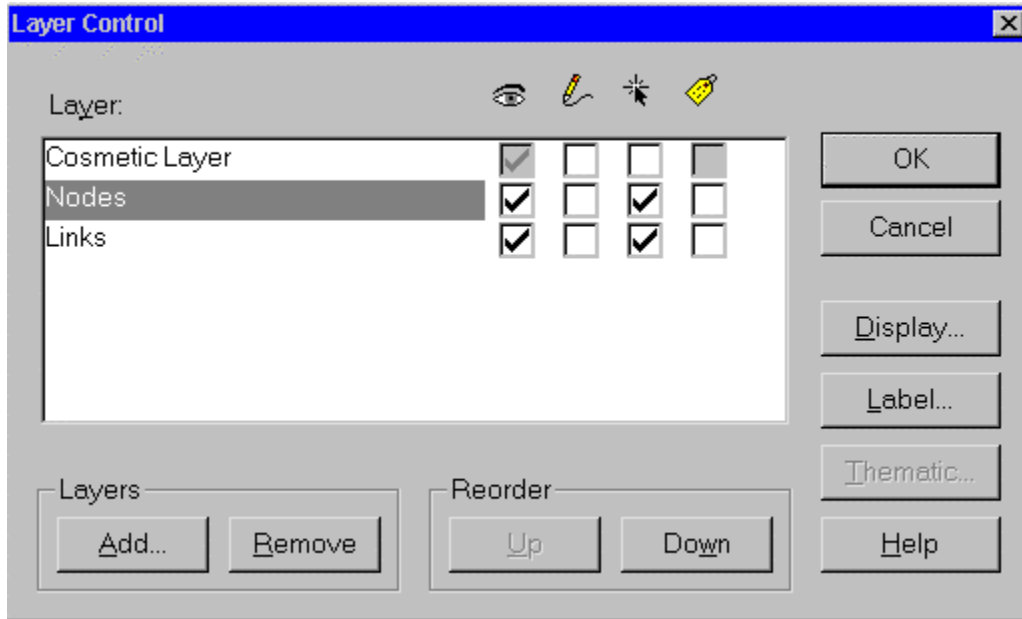 Layer Control
Layer:
Cosmetic Layer
Nodes
Links
OK
Cancel
Display...
Label...
Thematic...
Help
Layers
Add...
Remove
Reorder
Up
Down